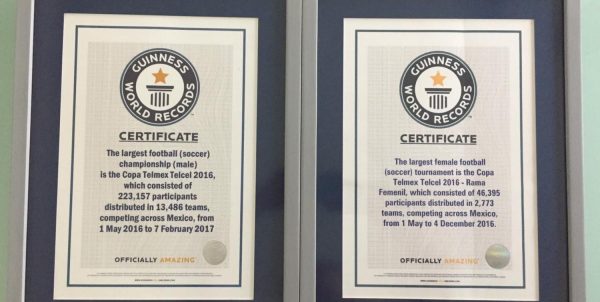 GUINNESS
WORLD RECORDS
CERTIFICATE
The largest football (soccer)
championship (male)
is the Copa Telmex Telcel 2016,
which consisted of
223,157 participants
distributed in 13,486 teams,
competing across Mexico, from
1 May 2016 to 7 February 2017
OFFICIALLY AMAZING
GUINNESS
WORLD RECORDS
CERTIFICATE
The largest female football
(soccer) tournament is the Copa
Telmex Telcel 2016 - Rama
Femenil, which consisted of 46,395
participants distributed in 2,773
teams, competing across Mexico,
from 1 May to 4 December 2016.
OFFICIALLY AMAZING